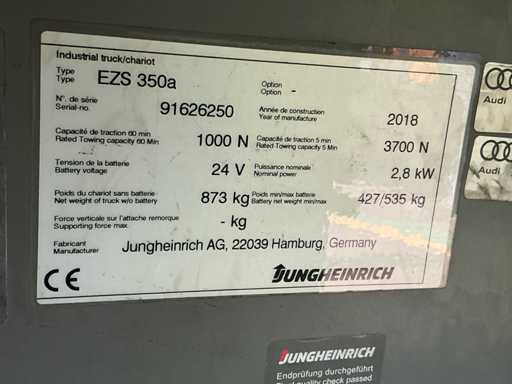 Industrial truck/chariot
Type
Type
EZS 350a
Option
Option
-
N°. de série
Serial-no.
91626250
Année de construction
Year of manufacture
2018
Capacité de traction 60 min
Rated Towing capacity 60 Min
1000 N
Capacité de traction 5 min
Rated Towing capacity 5 Min
3700 N
Tension de la batterie
Battery voltage
24 V
Puissance nominale
Nominal power
2,8 kW
Poids du chariot sans batterie
Net weight of truck w/o battery
873 kg
Poids min/max batterie
Battery net weight min/max
427/535 kg
Force verticale sur l'attache remorque
Supporting force max.
- kg
Fabricant
Manufacturer
Jungheinrich AG, 22039 Hamburg, Germany
CE
JUNGHEINRICH
Audi
Audi
JUNGHEINRICH
Endprüfung durchgeführt
quality check passed